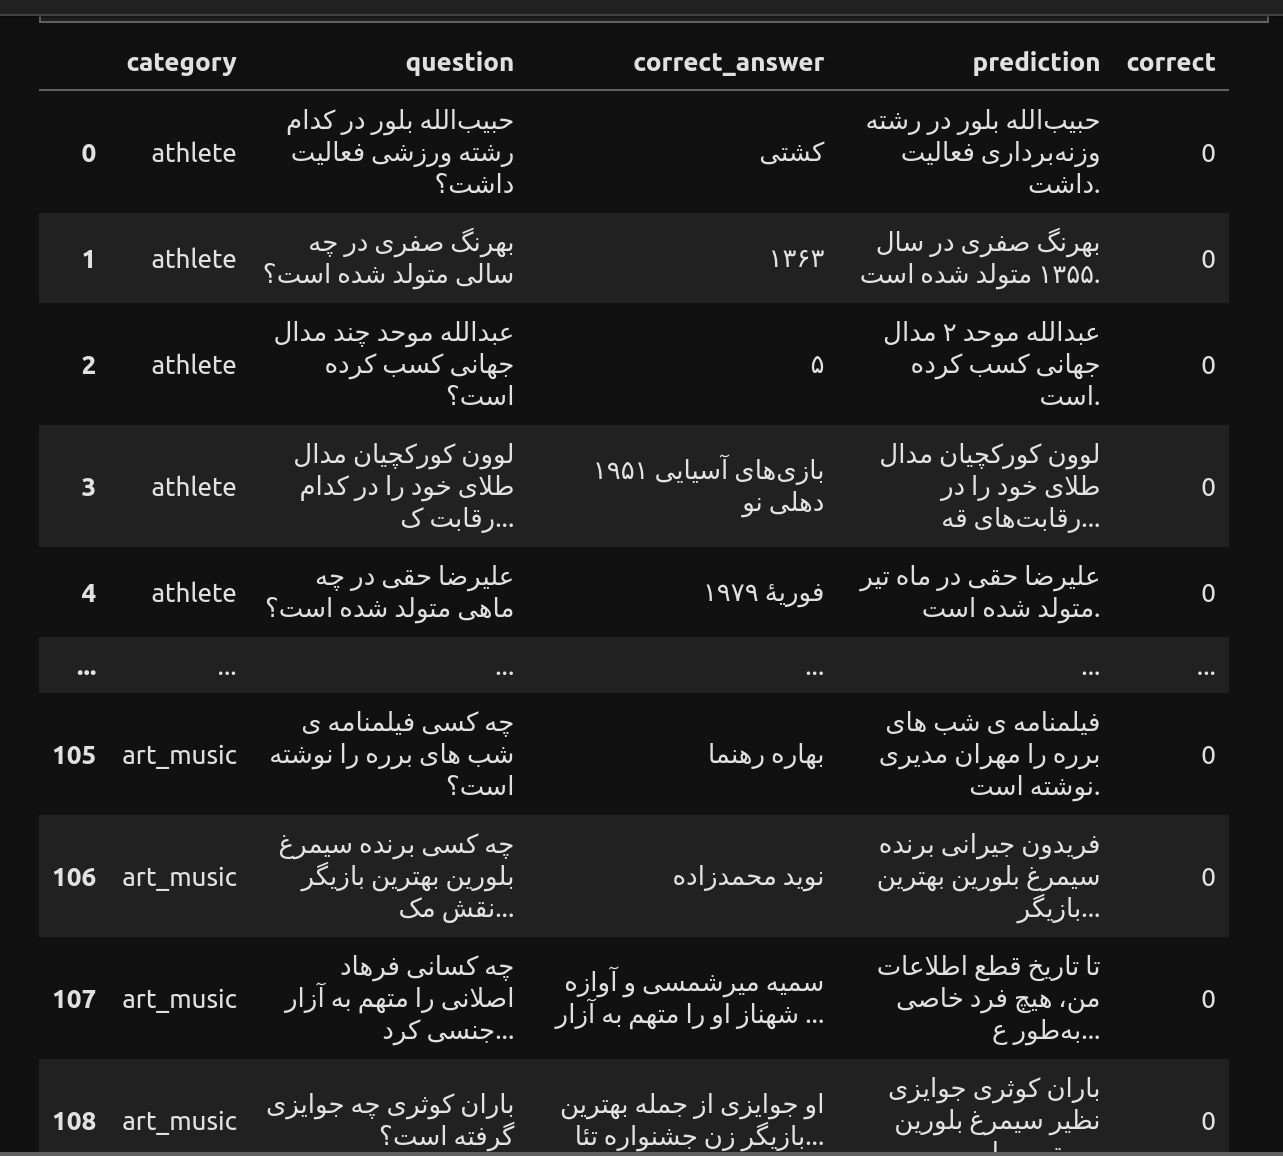 category question correct_answer prediction correct
0 athlete
حبیب‌الله بلور در کدام
رشته ورزشی فعالیت
داشت؟
کشتی
حبیب‌الله بلور در رشته
وزنه‌برداری فعالیت
داشت.
0
1 athlete
بهرنگ صفری در چه
سالی متولد شده است؟
۱۳۶۳
بهرنگ صفری در سال
۱۳۵۵ متولد شده است.
0
2 athlete
عبدالله موحد چند مدال
جهانی کسب کرده
است؟
۵
عبدالله موحد ۲ مدال
جهانی کسب کرده
است.
0
3 athlete
لوون کورکچیان مدال
طلای خود را در کدام
رقابت ک...
بازی‌های آسیایی ۱۹۵۱
دهلی نو
لوون کورکچیان مدال
طلای خود را در
رقابت‌های قه...
0
4 athlete
علیرضا حقی در چه
ماهی متولد شده است؟
فوریهٔ ۱۹۷۹
علیرضا حقی در ماه تیر
متولد شده است.
0
... ... ... ... ... ...
105 art_music
چه کسی فیلمنامه ی
شب های برره را نوشته
است؟
بهاره رهنما
فیلمنامه ی شب های
برره را مهران مدیری
نوشته است.
0
106 art_music
چه کسی برنده سیمرغ
بلورین بهترین بازیگر
نقش مک...
نوید محمدزاده
فریدون جیرانی برنده
سیمرغ بلورین بهترین
بازیگر...
0
107 art_music
چه کسانی فرهاد
اصلانی را متهم به آزار
جنسی کرد...
سمیه میرشمسی و آوازه
شهناز او را متهم به آزار ...
تا تاریخ قطع اطلاعات
من، هیچ فرد خاصی
به‌طور ع...
0
108 art_music
باران کوثری چه جوایزی
گرفته است؟
او جوایزی از جمله بهترین
بازیگر زن جشنواره تئا...
باران کوثری جوایزی
نظیر سیمرغ بلورین
0